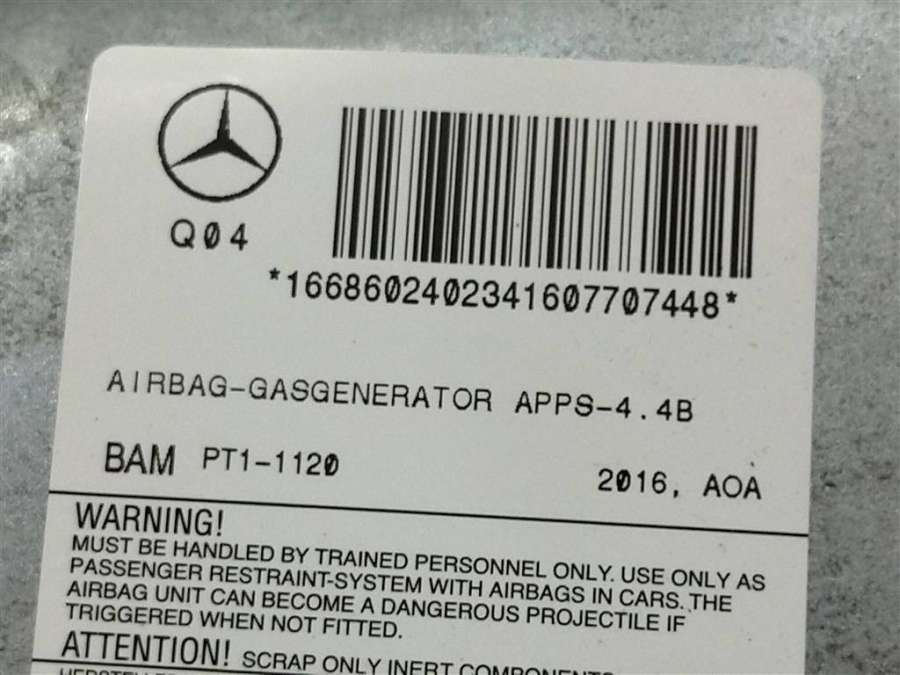 Q04
*1668602402341607707448*
AIRBAG-GASGENERATOR APPS-4.4B
BAM PT1-1120
2016, AOA
WARNING!
MUST BE HANDLED BY TRAINED PERSONNEL ONLY. USE ONLY AS
PASSENGER RESTRAINT-SYSTEM WITH AIRBAGS IN CARS. THE
AIRBAG UNIT CAN BECOME A DANGEROUS PROJECTILE IF
TRIGGERED WHEN NOT FITTED.
ATTENTION! SCRAP ONLY INERT COMPONENTS